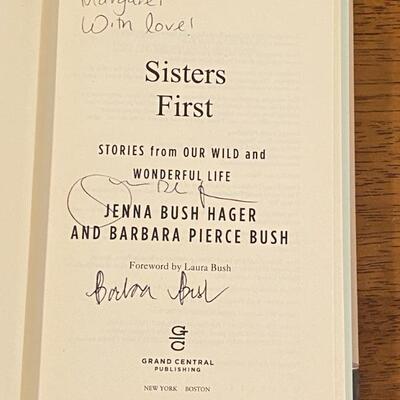 Margaret
With love!
Sisters
First
STORIES from OUR WILD and
WONDERFUL LIFE
JENNA BUSH HAGER
AND BARBARA PIERCE BUSH
Foreword by Laura Bush
Barbara Bush
GC
GRAND CENTRAL
PUBLISHING
NEW YORK BOSTON